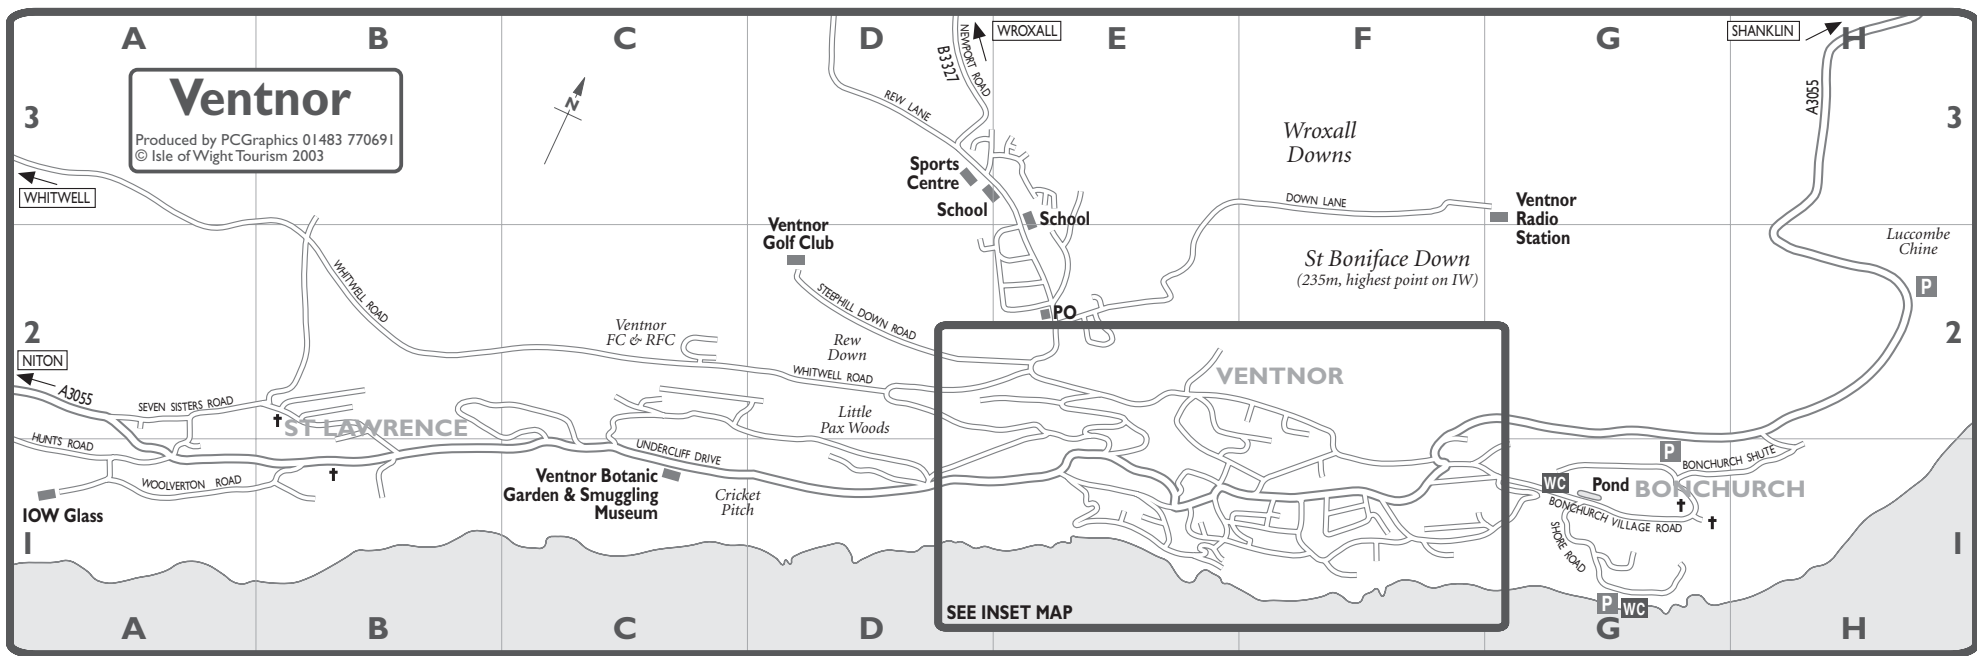 A B C D E F G H
WROXALL
SHANKLIN
NEWPORT ROAD
B3327
A3055
Ventnor
Produced by PCGraphics 01483 770691
© Isle of Wight Tourism 2003
N
3
3
REW LANE
Wroxall
Downs
Sports
Centre
School
School
WHITWELL
DOWN LANE
Ventnor
Radio
Station
Ventnor
Golf Club
Luccombe
Chine
P
St Boniface Down
(235m, highest point on IW)
WHITWELL ROAD
STEEPHILL DOWN ROAD
PO
2
2
Ventnor
FC & RFC
Rew
Down
NITON
A3055
WHITWELL ROAD
VENTNOR
SEVEN SISTERS ROAD
ST LAWRENCE
Little
Pax Woods
HUNTS ROAD
UNDERCLIFF DRIVE
P
BONCHURCH SHUTE
WOOLVERTON ROAD
Ventnor Botanic
Garden & Smuggling
Museum
Cricket
Pitch
WC
Pond
BONCHURCH
BONCHURCH VILLAGE ROAD
SHORE ROAD
IOW Glass
1
1
P
WC
SEE INSET MAP
A B C D G H